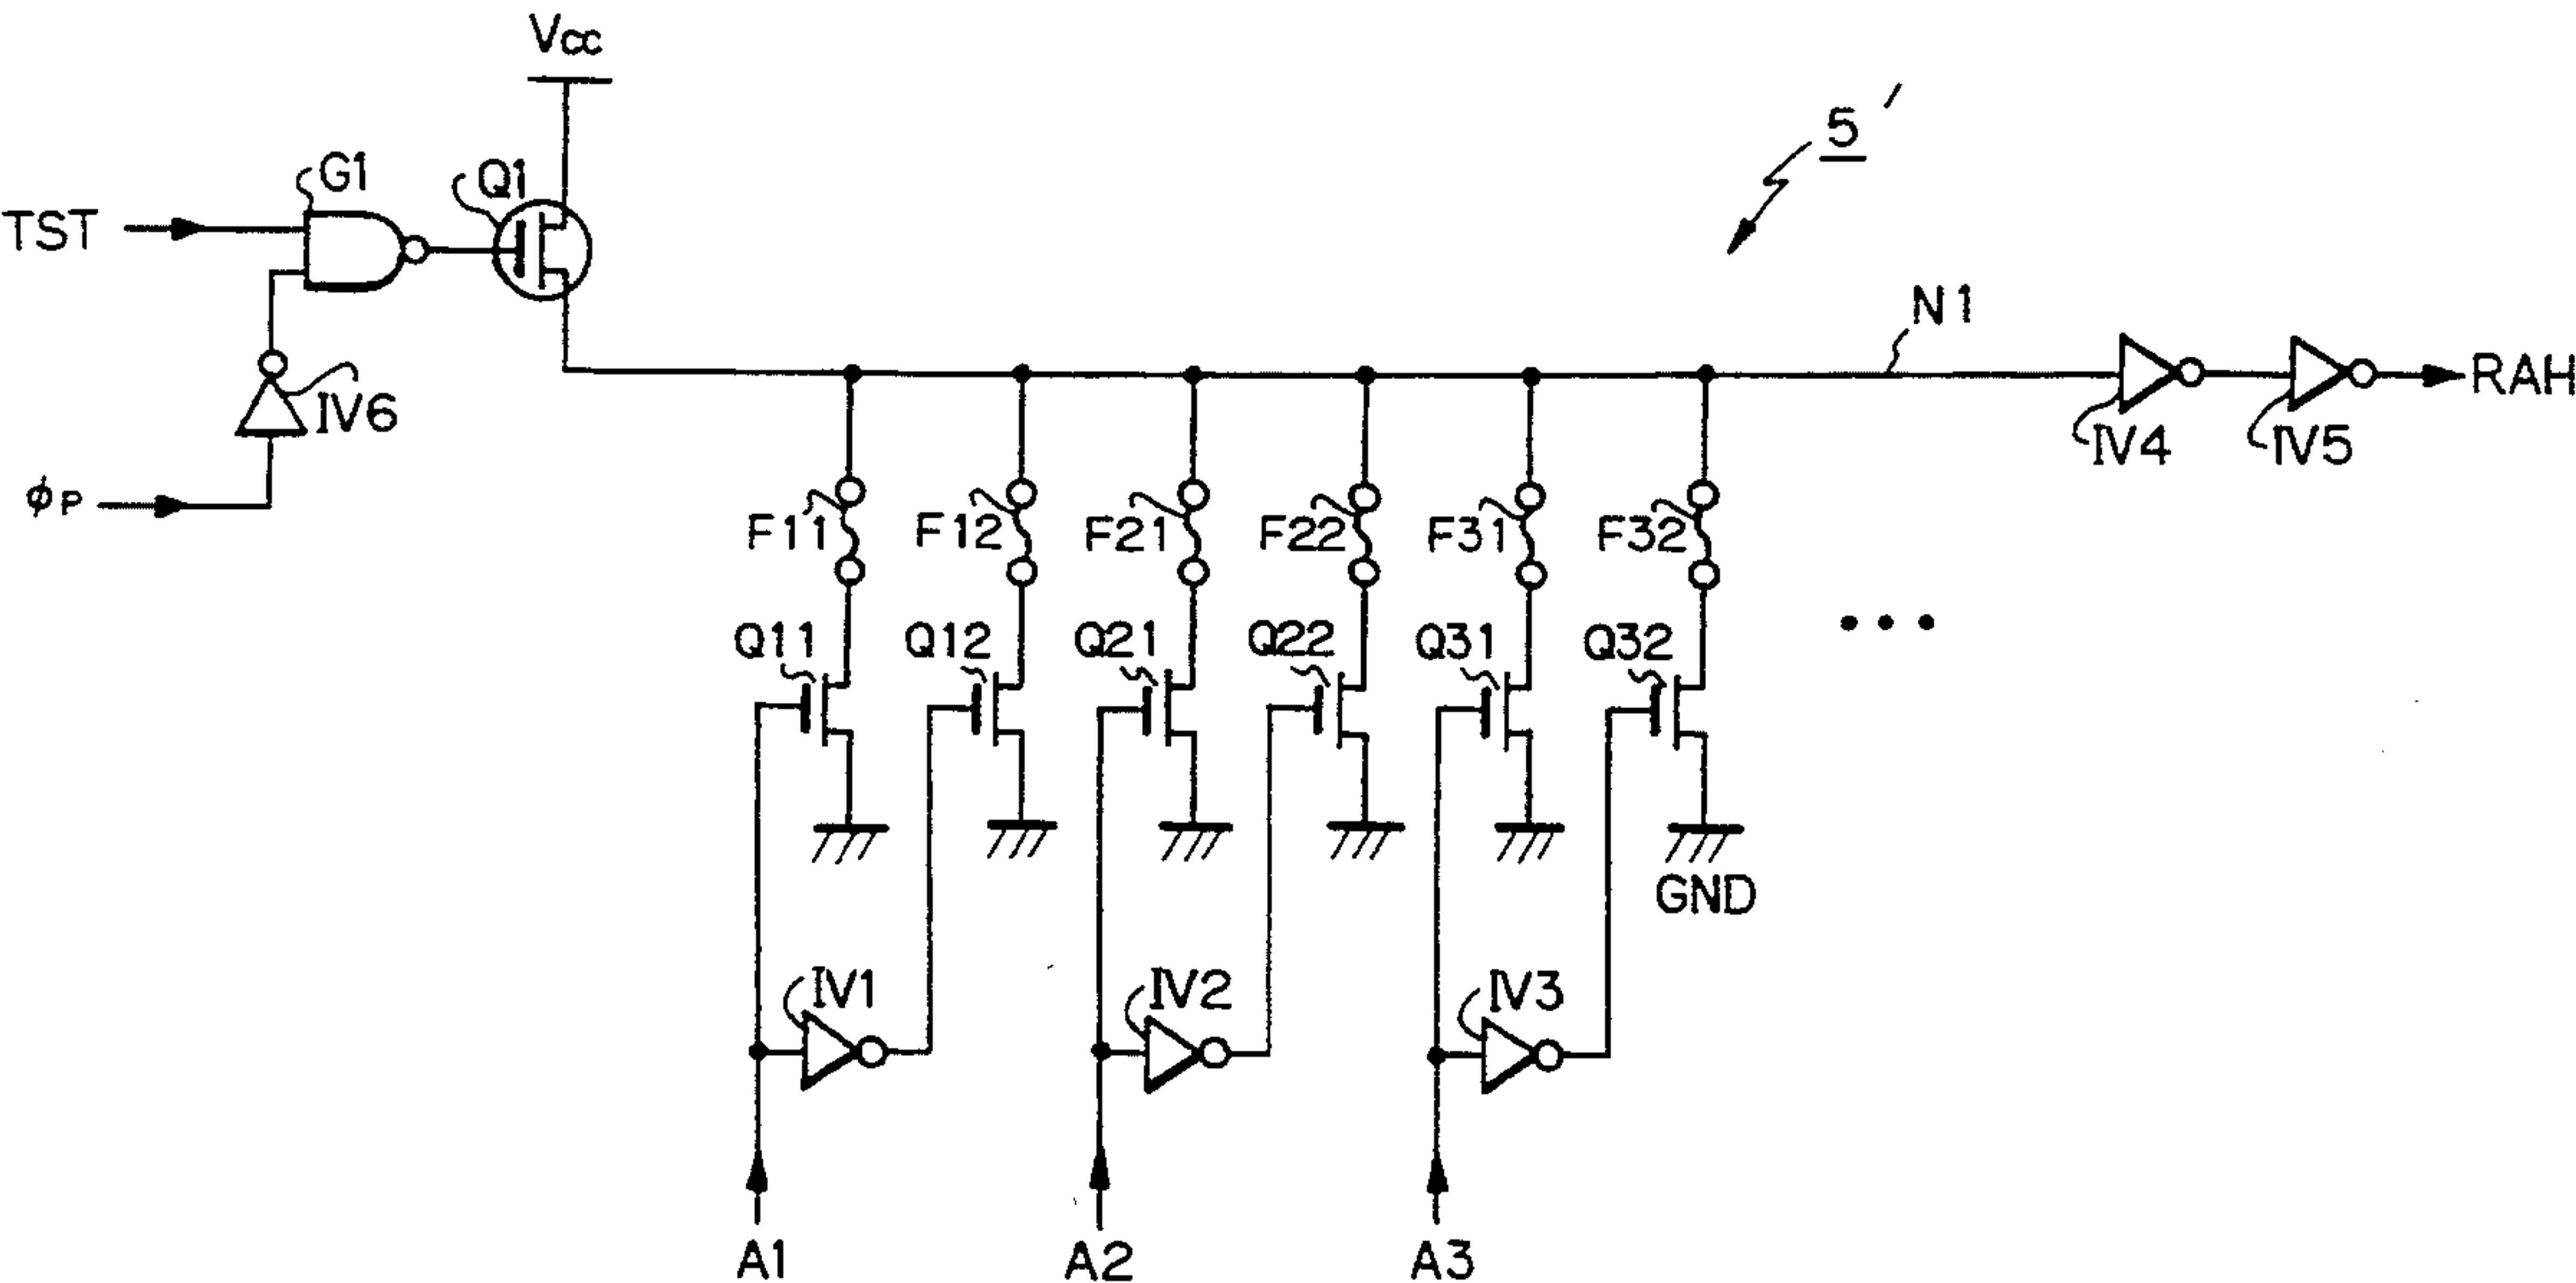 Vcc
5'
G1
Q1
TST
N1
RAH
IV6
IV4
IV5
φP
F11
F12
F21
F22
F31
F32
Q11
Q12
Q21
Q22
Q31
Q32
...
GND
IV1
IV2
IV3
A1
A2
A3